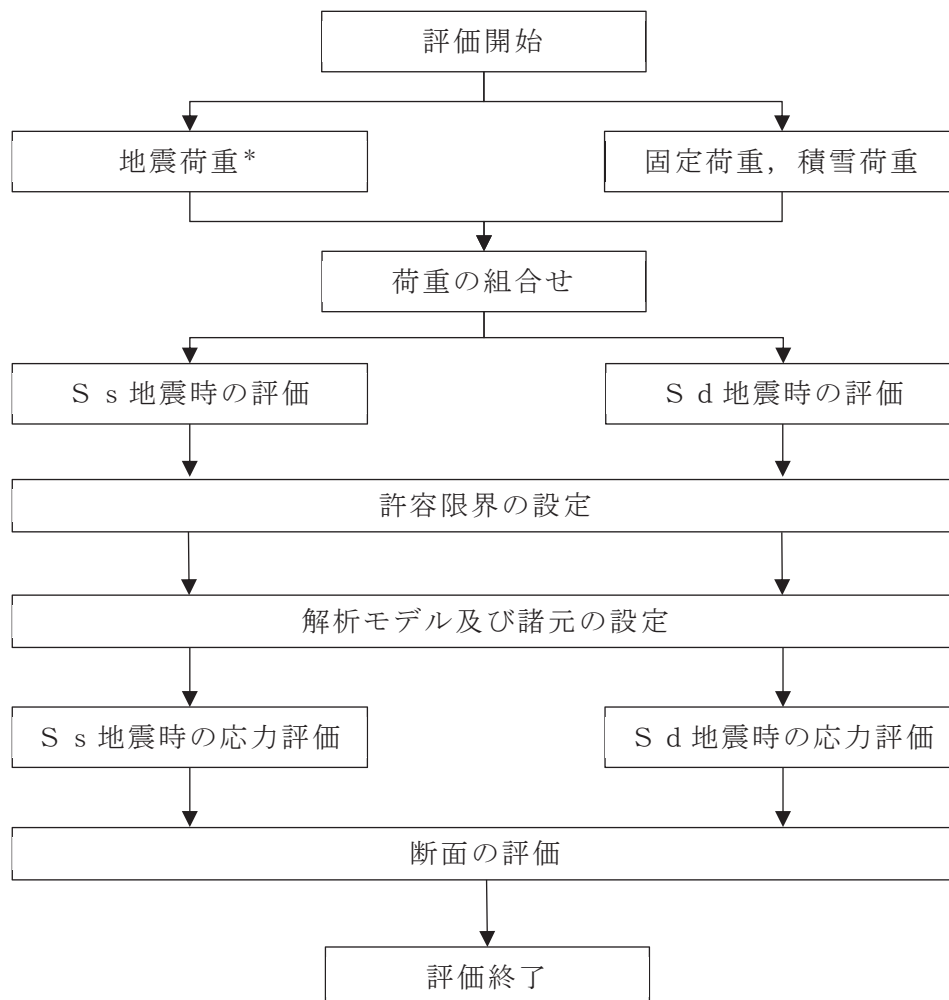 評価開始
地震荷重*
固定荷重，積雪荷重
荷重の組合せ
Ｓｓ地震時の評価
Ｓｄ地震時の評価
許容限界の設定
解析モデル及び諸元の設定
Ｓｓ地震時の応力評価
Ｓｄ地震時の応力評価
断面の評価
評価終了